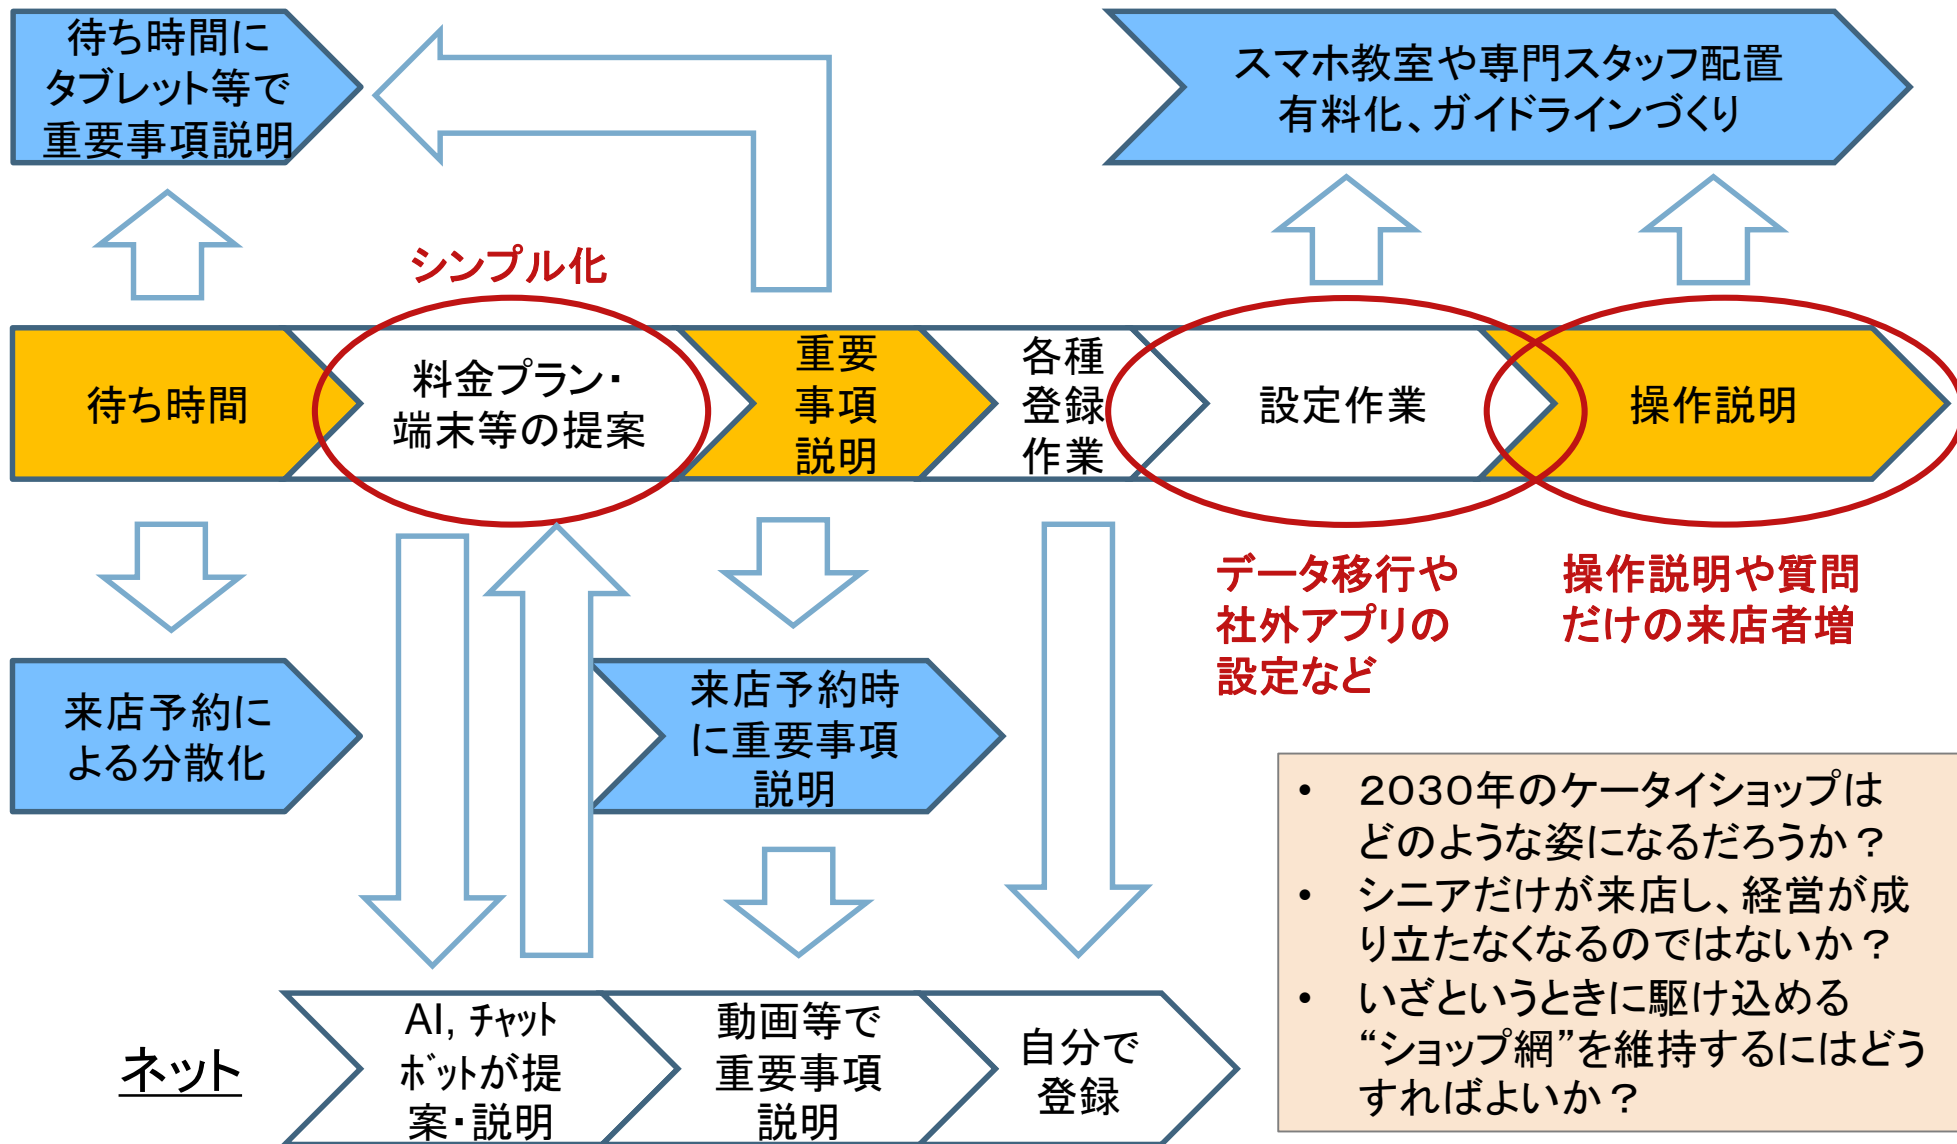 待ち時間に
タブレット等で
重要事項説明
スマホ教室や専門スタッフ配置
有料化、ガイドラインづくり
シンプル化
待ち時間
料金プラン・
端末等の提案
重要
事項
説明
各種
登録
作業
設定作業
操作説明
データ移行や
社外アプリの
設定など
操作説明や質問
だけの来店者増
来店予約に
よる分散化
来店予約時
に重要事項
説明
• 2030年のケータイショップは
どのような姿になるだろうか？
• シニアだけが来店し、経営が成
り立たなくなるのではないか？
• いざというときに駆け込める
“ショップ網”を維持するにはどう
すればよいか？
ネット
AI, ﾁｬｯﾄ
ﾎﾞｯﾄが提
案・説明
動画等で
重要事項
説明
自分で
登録